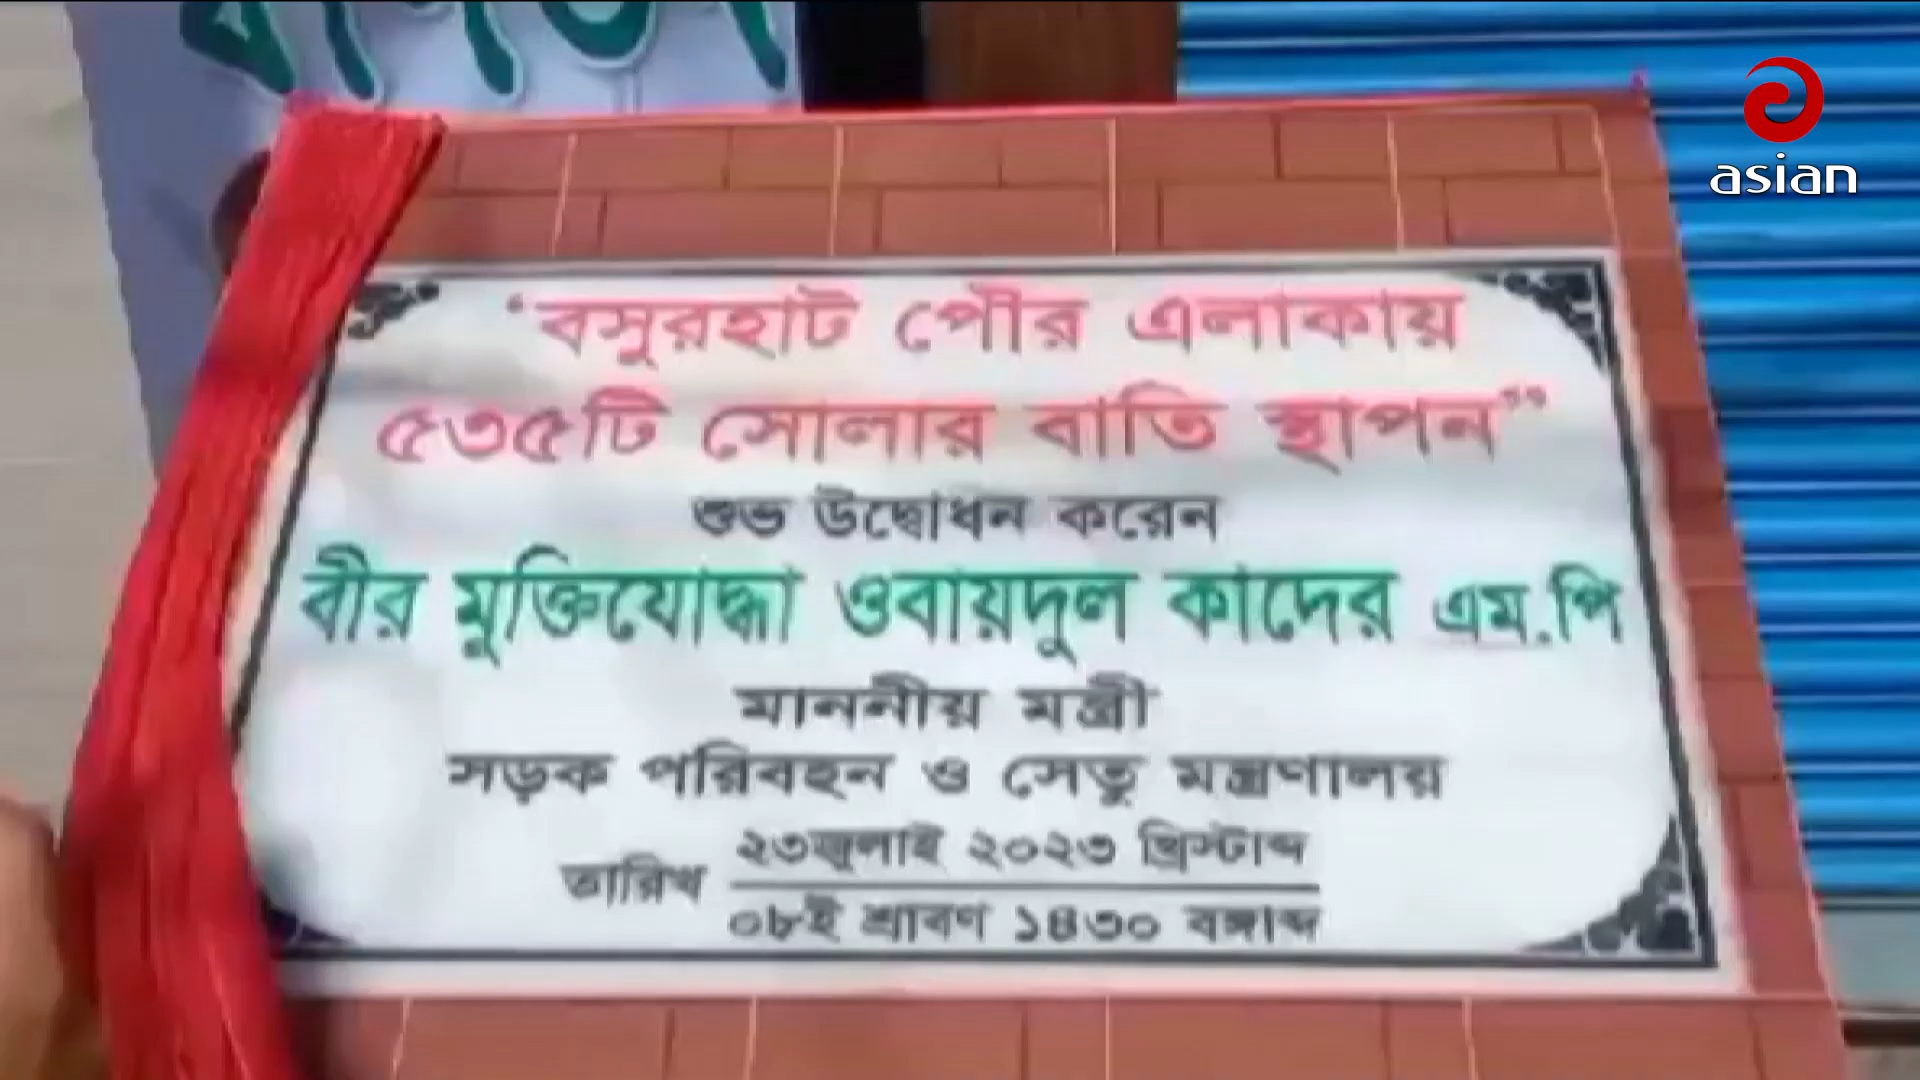 asian
‘বসুরহাট পৌর এলাকায়
৫৩৫টি সোলার বাতি স্থাপন”
শুভ উদ্বোধন করেন
বীর মুক্তিযোদ্ধা ওবায়দুল কাদের এম.পি
মাননীয় মন্ত্রী
সড়ক পরিবহন ও সেতু মন্ত্রণালয়
তারিখ ২৩জুলাই ২০২৩ খ্রিস্টাব্দ
০৮ই শ্রাবণ ১৪৩০ বঙ্গাব্দ